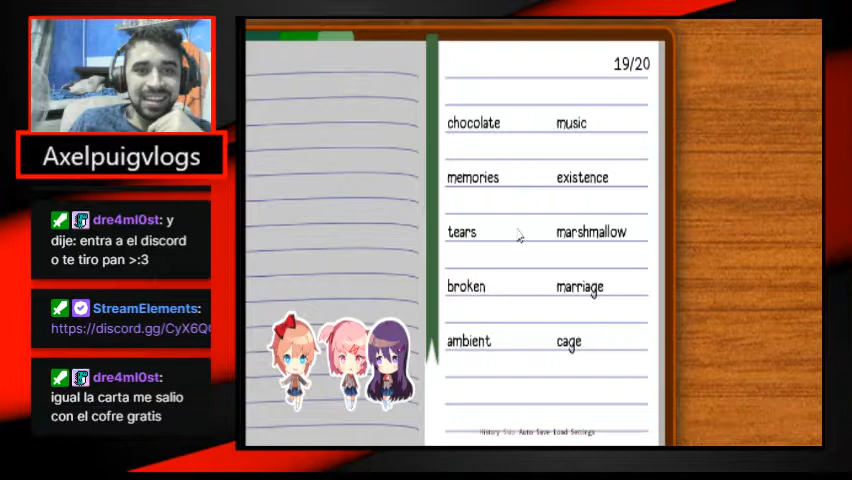 Axelpuigvlogs
dre4ml0st: y
dije: entra a el discord
o te tiro pan >:3
StreamElements:
https://discord.gg/CyX6Q
dre4ml0st:
igual la carta me salio
con el cofre gratis
19/20
chocolate music
memories existence
tears marshmallow
broken marriage
ambient cage
History Skip Auto Save Load Settings